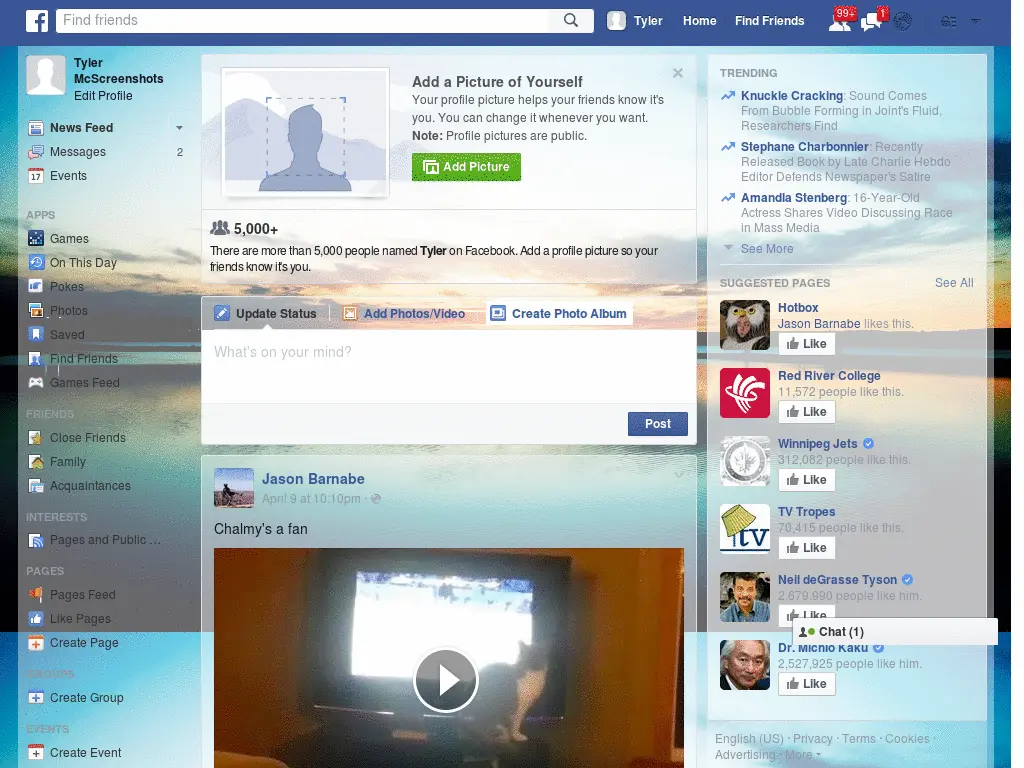 Find friends
Tyler
Home
Find Friends
99+
1
Tyler
McScreenshots
Edit Profile
News Feed
Messages 2
17 Events
APPS
Games
On This Day
Pokes
Photos
Saved
Find Friends
Games Feed
FRIENDS
Close Friends
Family
Acquaintances
INTERESTS
Pages and Public ...
PAGES
Pages Feed
Like Pages
Create Page
GROUPS
Create Group
EVENTS
Create Event
Add a Picture of Yourself
Your profile picture helps your friends know it's
you. You can change it whenever you want.
Note: Profile pictures are public.
Add Picture
5,000+
There are more than 5,000 people named Tyler on Facebook. Add a profile picture so your
friends know it's you.
Update Status
Add Photos/Video
Create Photo Album
What's on your mind?
Post
Jason Barnabe
April 9 at 10:10pm ·
Chalmy's a fan
TRENDING
Knuckle Cracking: Sound Comes
From Bubble Forming in Joint's Fluid,
Researchers Find
Stephane Charbonnier: Recently
Released Book by Late Charlie Hebdo
Editor Defends Newspaper's Satire
Amandla Stenberg: 16-Year-Old
Actress Shares Video Discussing Race
in Mass Media
See More
SUGGESTED PAGES See All
Hotbox
Jason Barnabe likes this.
Like
Red River College
11,572 people like this.
Like
Winnipeg Jets
312,082 people like this.
Like
TV Tropes
70,415 people like this.
tv
Like
Neil deGrasse Tyson
2,679,990 people like him.
Like
Chat (1)
Dr. Michio Kaku
2,527,925 people like him.
Like
English (US) · Privacy · Terms · Cookies ·
Advertising · More